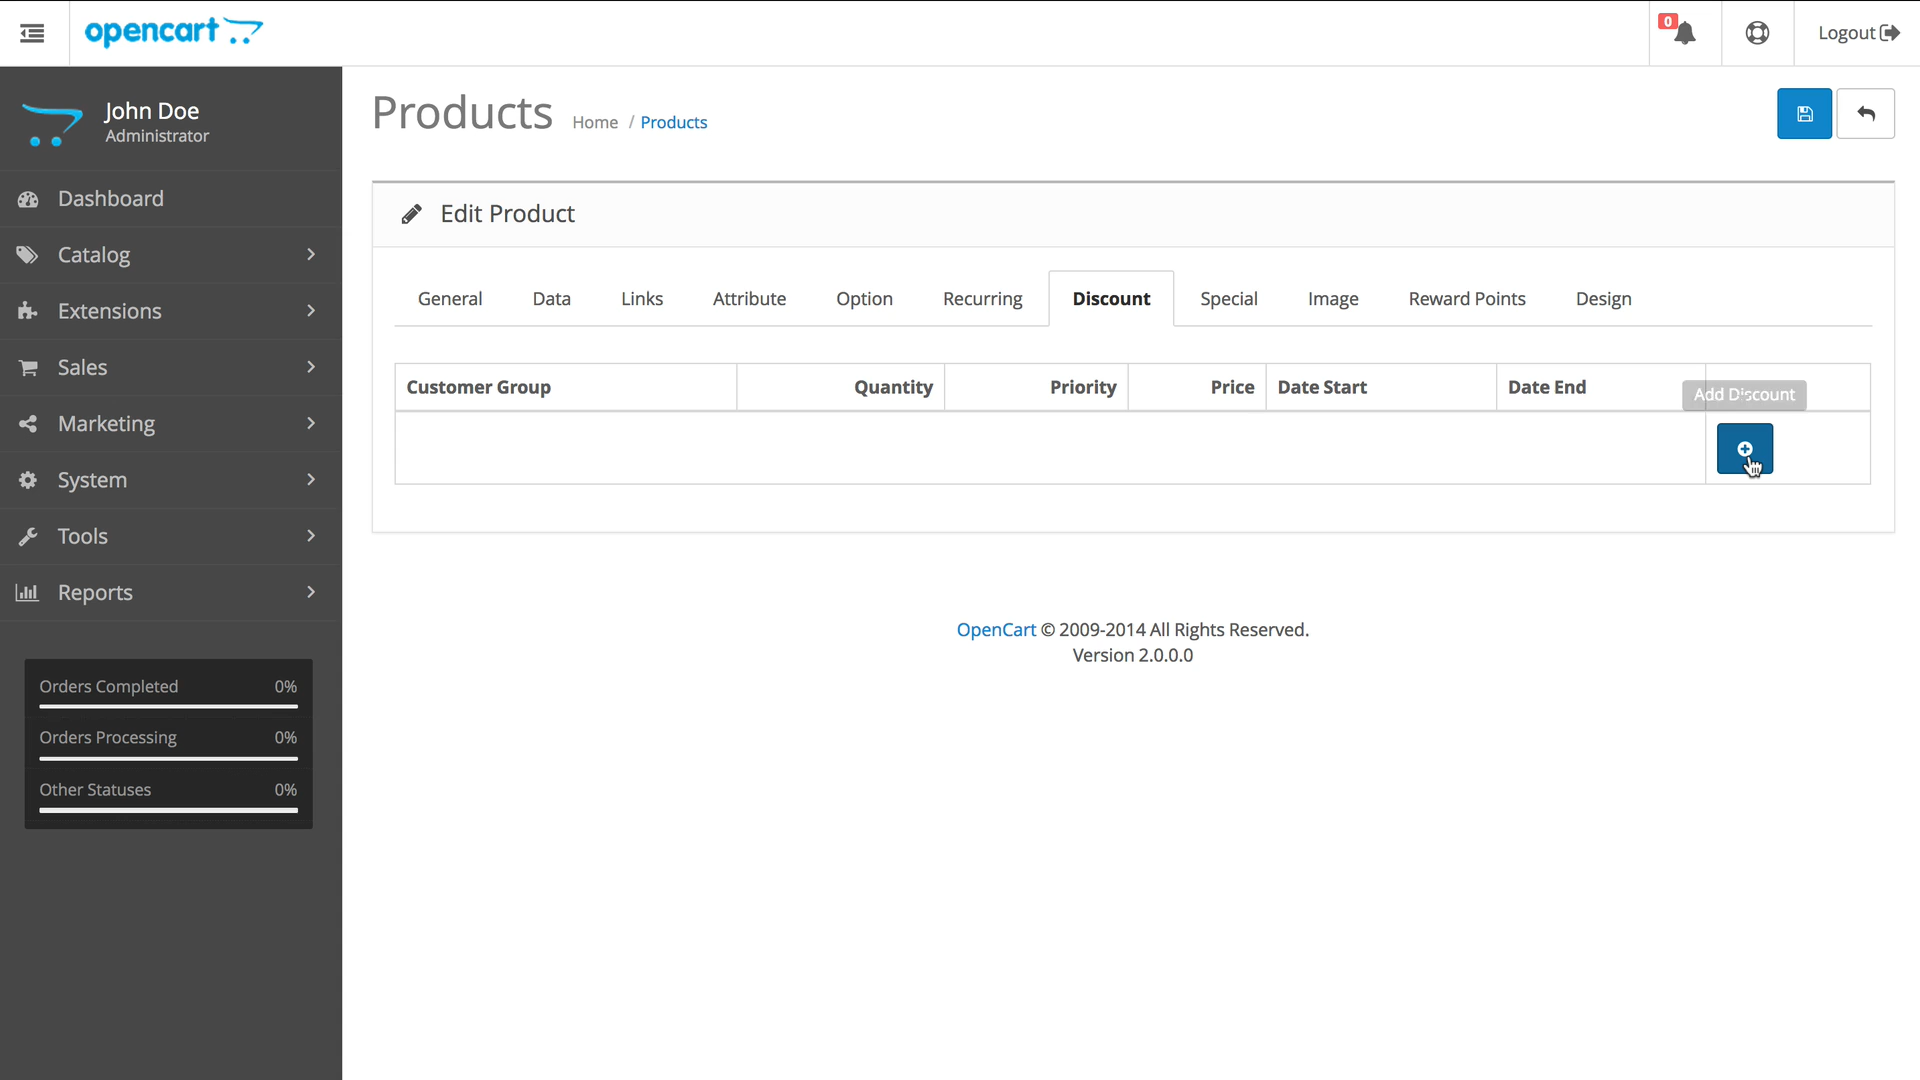 opencart
0
Logout
John Doe
Administrator
Products
Home / Products
Dashboard
Catalog
Extensions
Sales
Marketing
System
Tools
Reports
Edit Product
General Data Links Attribute Option Recurring Discount Special Image Reward Points Design
Customer Group Quantity Priority Price Date Start Date End
Add Discount
Orders Completed 0%
Orders Processing 0%
Other Statuses 0%
OpenCart © 2009-2014 All Rights Reserved.
Version 2.0.0.0